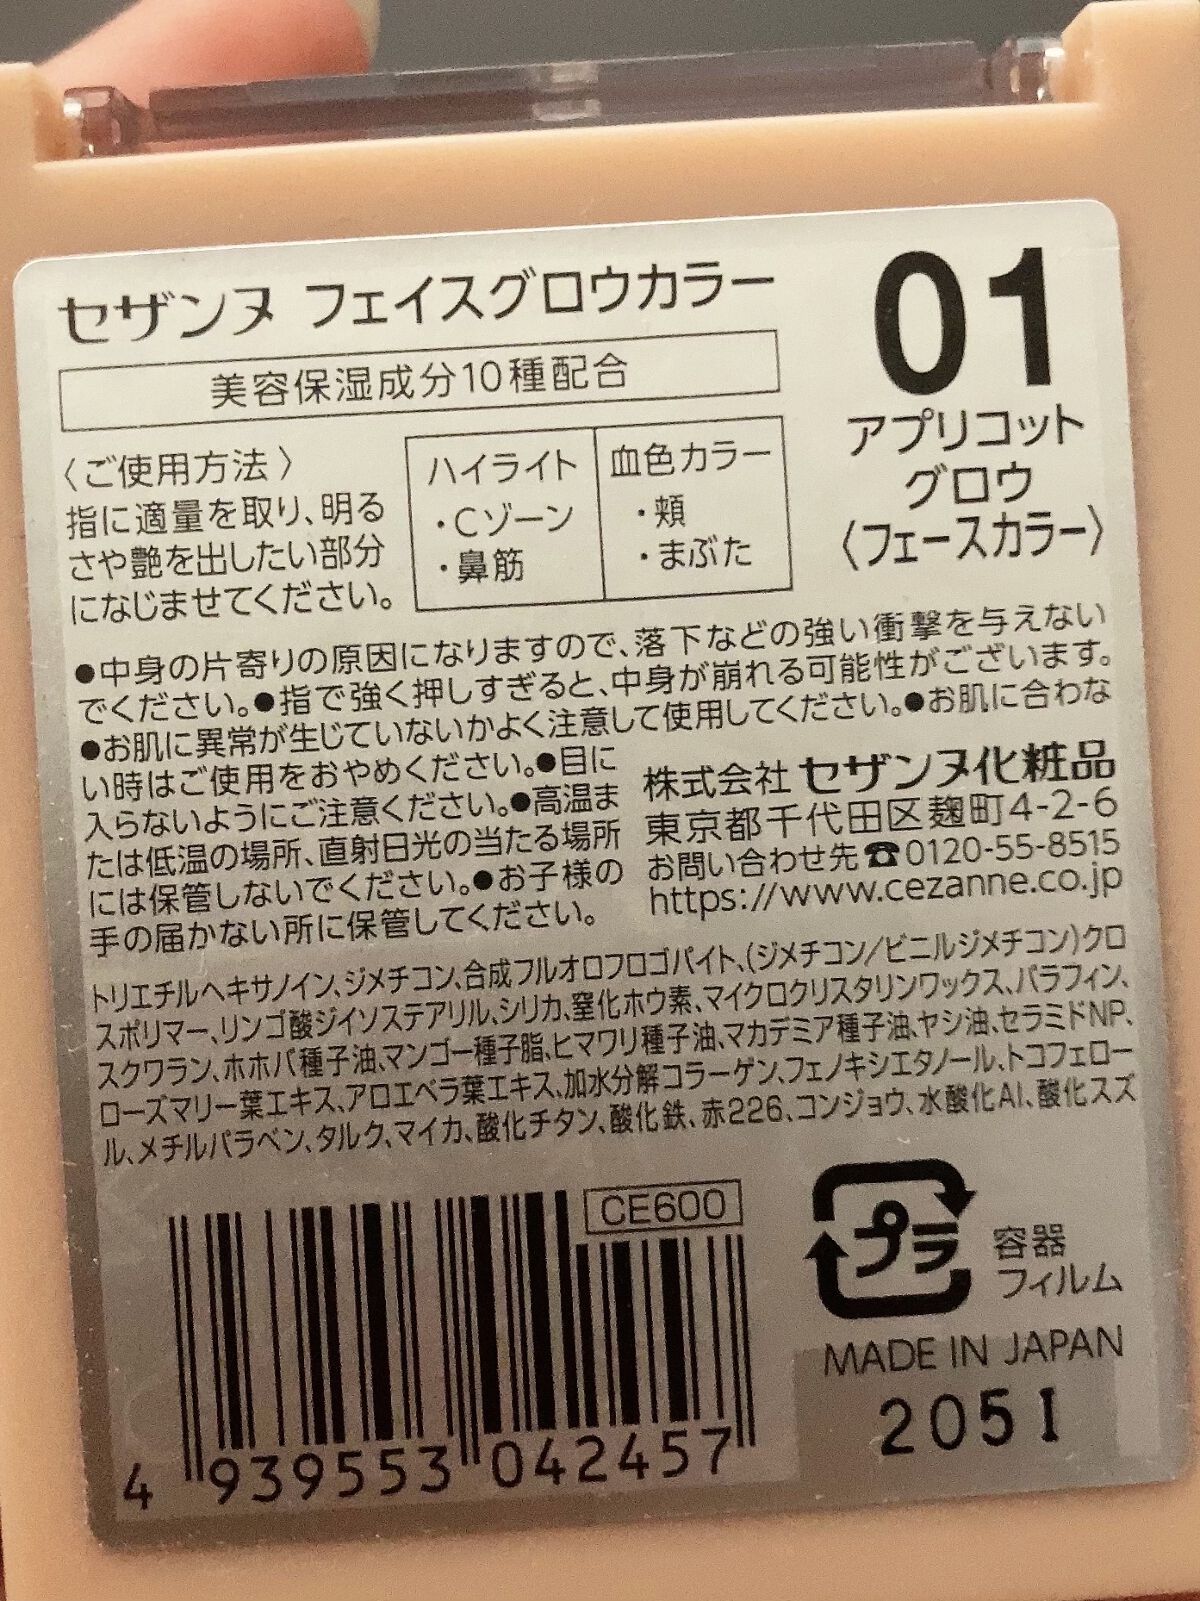 セザンヌ フェイスグロウカラー
美容保湿成分10種配合
01
アプリコット
グロウ
〈フェースカラー〉
〈ご使用方法〉
指に適量を取り、明る
さや艶を出したい部分
になじませてください。
ハイライト
・Cゾーン
・鼻筋
血色カラー
・頬
・まぶた
●中身の片寄りの原因になりますので、落下などの強い衝撃を与えない
でください。●指で強く押しすぎると、中身が崩れる可能性がございます。
●お肌に異常が生じていないかよく注意して使用してください。●お肌に合わな
い時はご使用をおやめください。●目に
入らないようにご注意ください。●高温ま
たは低温の場所、直射日光の当たる場所
には保管しないでください。●お子様の
手の届かない所に保管してください。
株式会社 セザンヌ化粧品
東京都千代田区麹町4-2-6
お問い合わせ先☎0120-55-8515
https://www.cezanne.co.jp
トリエチルヘキサノイン、ジメチコン、合成フルオロフロゴパイト、(ジメチコン/ビニルジメチコン)クロ
スポリマー、リンゴ酸ジイソステアリル、シリカ、窒化ホウ素、マイクロクリスタリンワックス、パラフィン、
スクワラン、ホホバ種子油、マンゴー種子脂、ヒマワリ種子油、マカデミア種子油、ヤシ油、セラミドNP、
ローズマリー葉エキス、アロエベラ葉エキス、加水分解コラーゲン、フェノキシエタノール、トコフェロー
ル、メチルパラベン、タルク、マイカ、酸化チタン、酸化鉄、赤226、コンジョウ、水酸化Al、酸化スズ
CE600
4 939553 042457
プラ
容器
フィルム
MADE IN JAPAN
2051